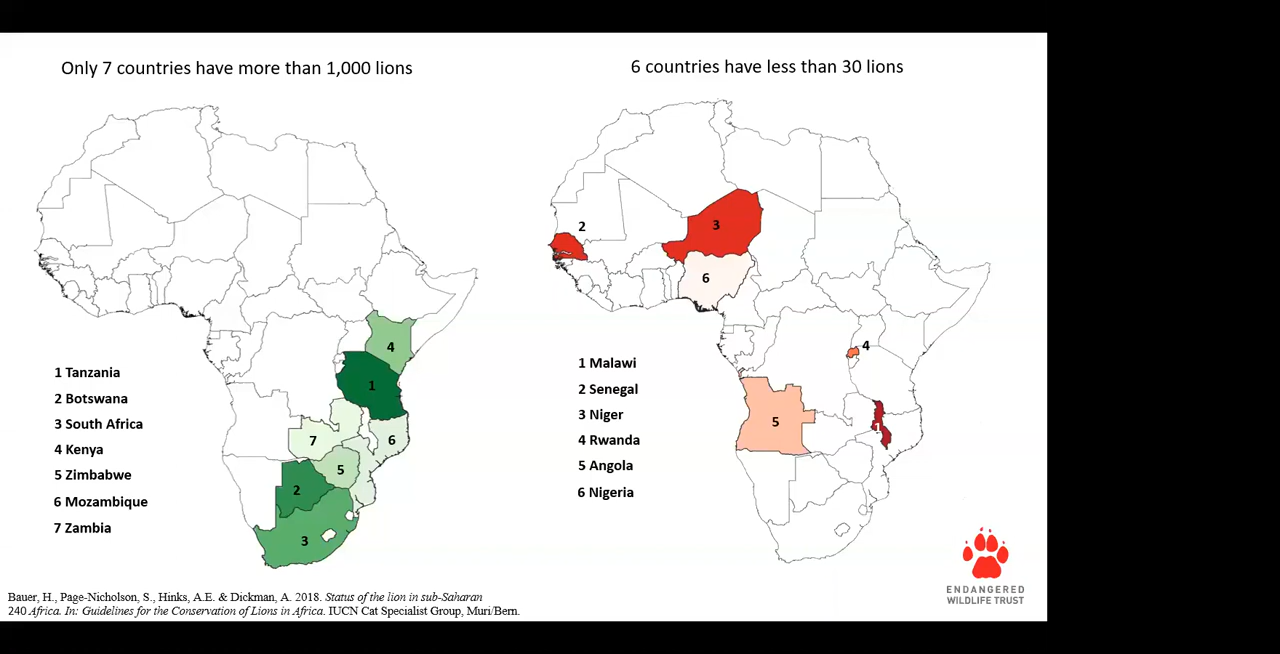 Only 7 countries have more than 1,000 lions
4
1
7
6
5
2
3
1 Tanzania
2 Botswana
3 South Africa
4 Kenya
5 Zimbabwe
6 Mozambique
7 Zambia
6 countries have less than 30 lions
2
3
6
4
5
1
1 Malawi
2 Senegal
3 Niger
4 Rwanda
5 Angola
6 Nigeria
Bauer, H., Page-Nicholson, S., Hinks, A.E. & Dickman, A. 2018. Status of the lion in sub-Saharan
240 Africa. In: Guidelines for the Conservation of Lions in Africa. IUCN Cat Specialist Group, Muri/Bern.
ENDANGERED
WILDLIFE TRUST